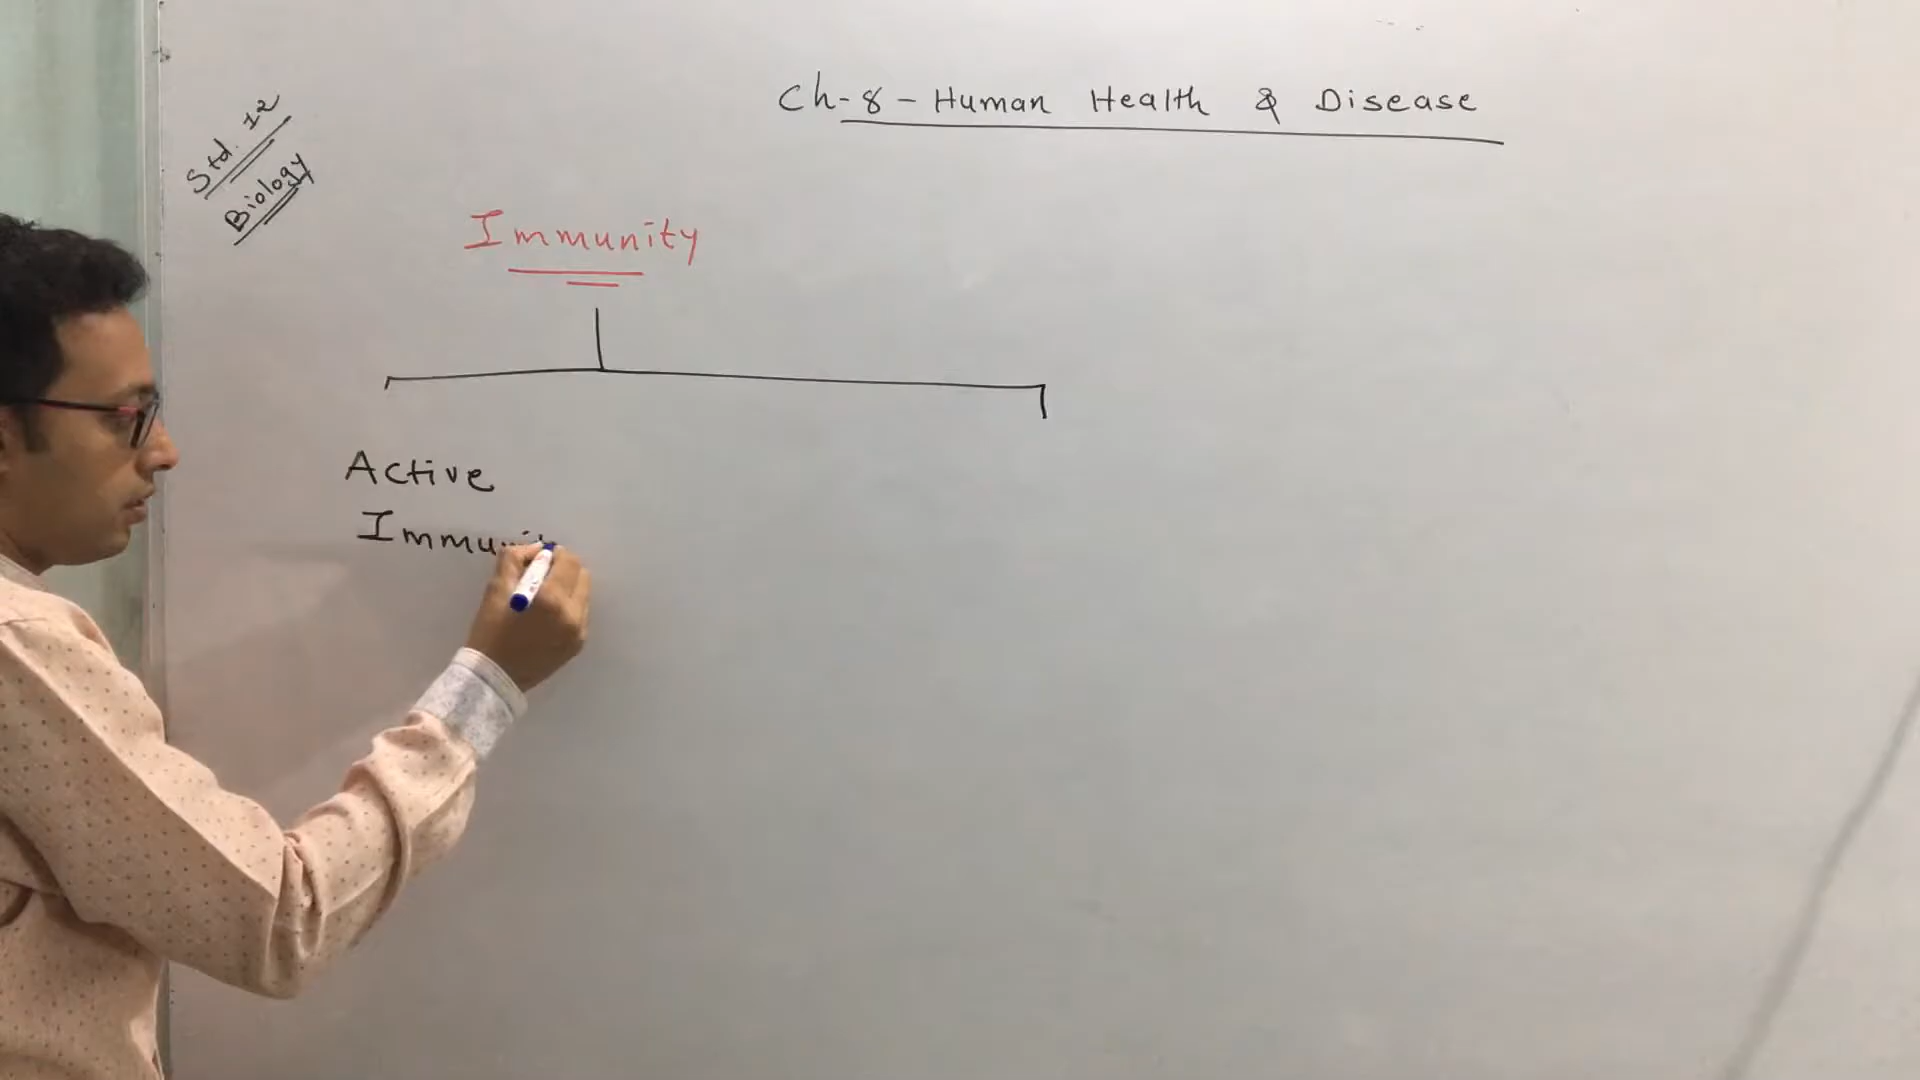 Ch-8 - Human Health & Disease
Std. 12
Biology
Immunity
Active